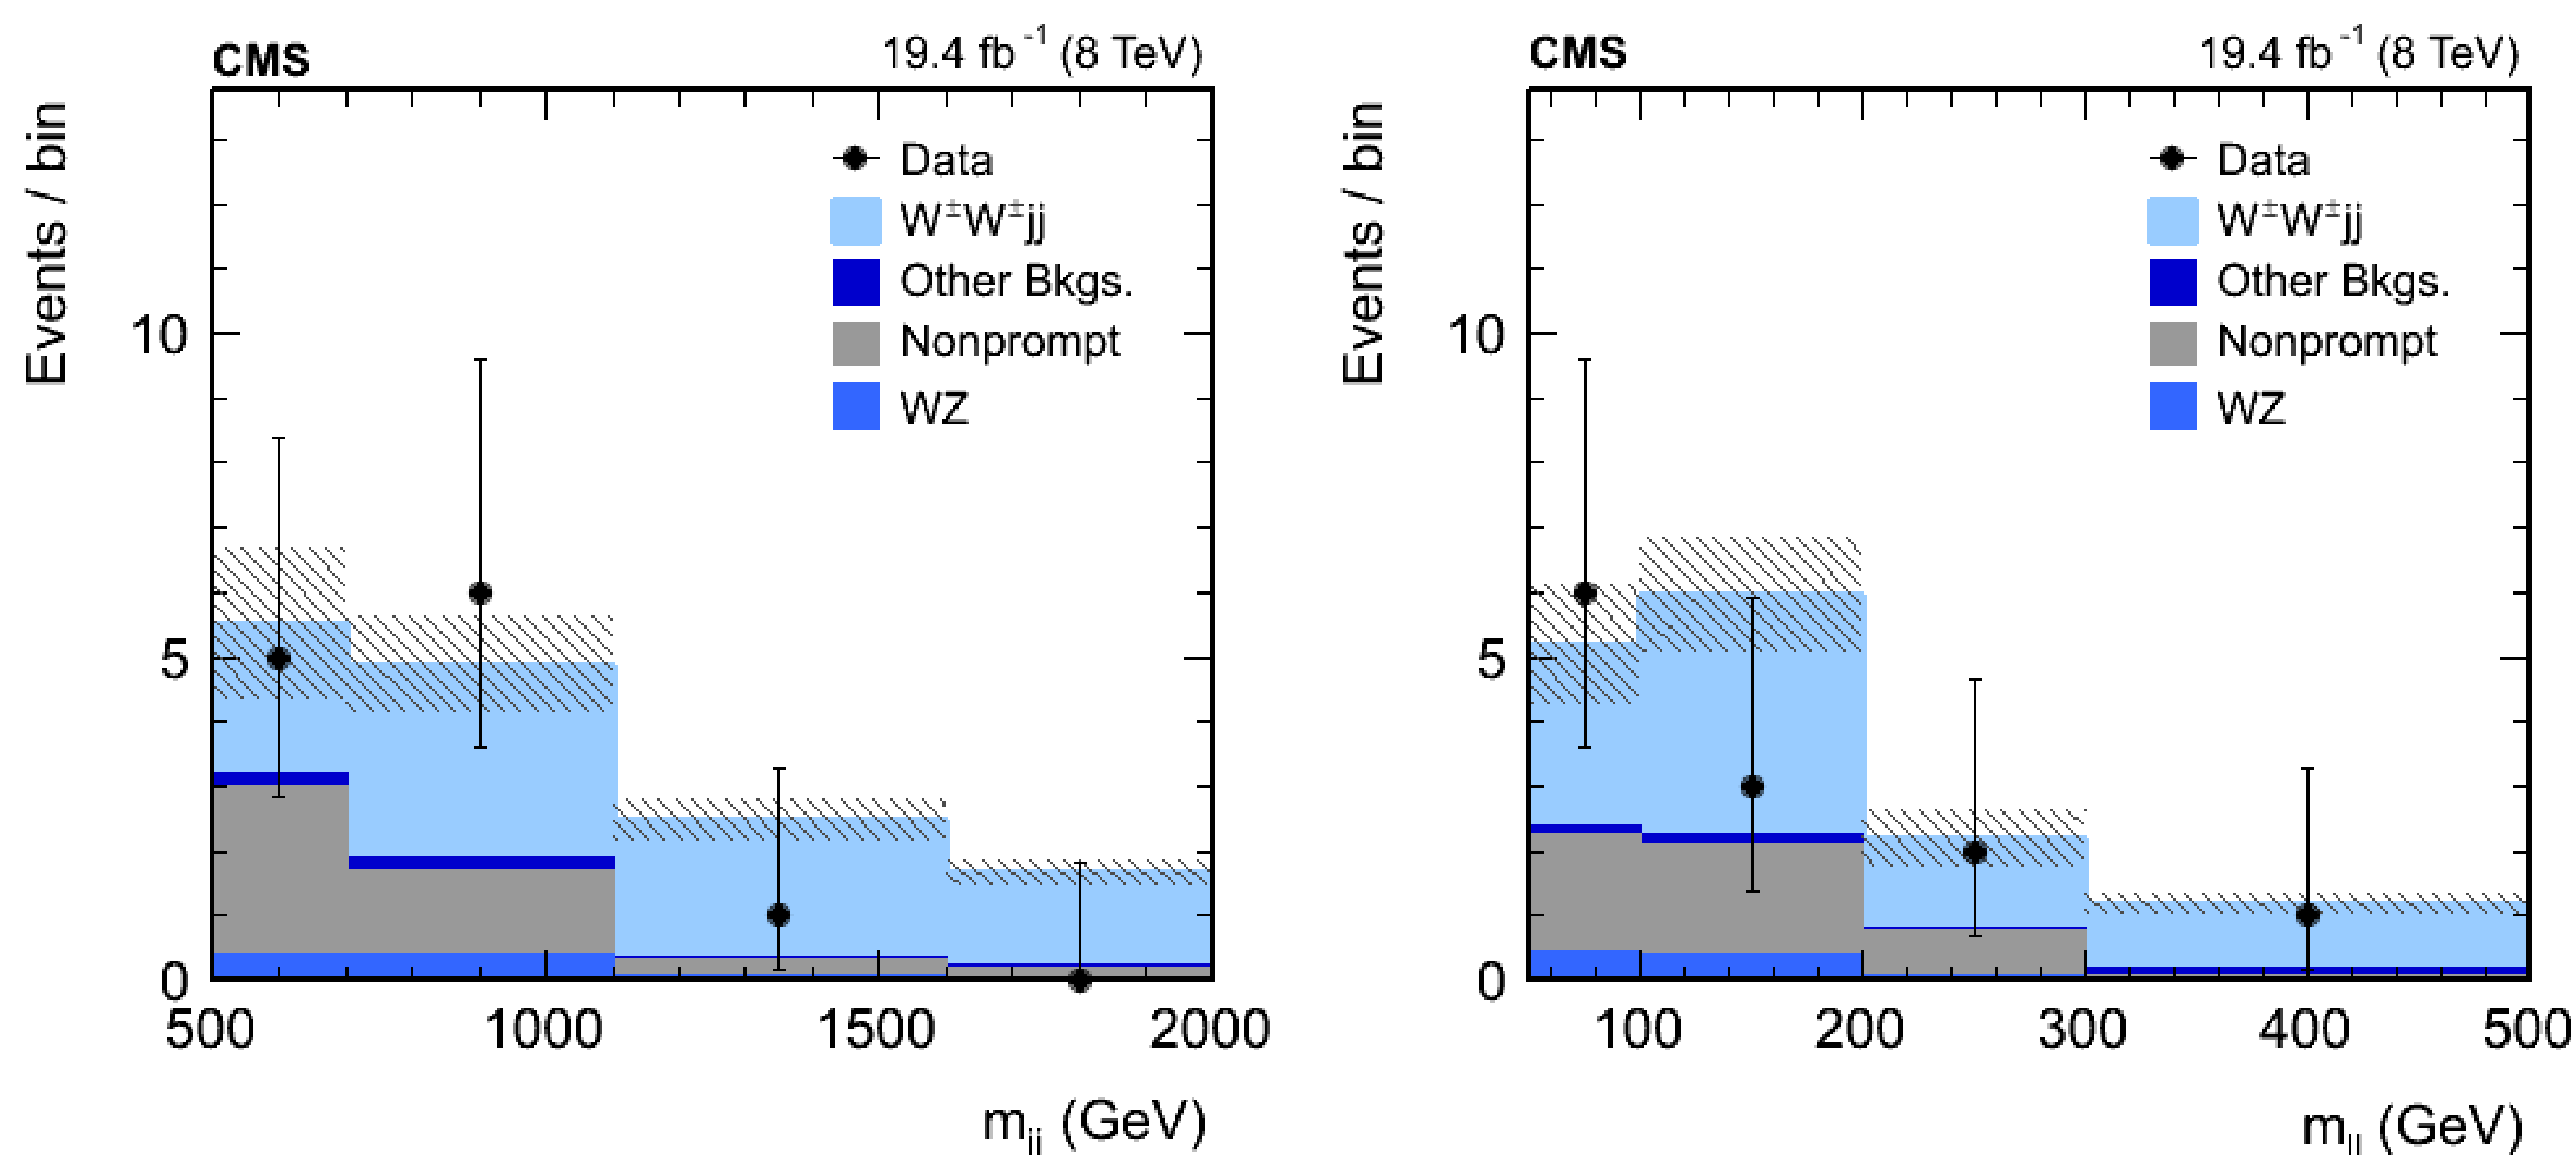 CMS 19.4 fb⁻¹ (8 TeV)
Events / bin
Data
W±W±jj
Other Bkgs.
Nonprompt
WZ
10
5
0
500 1000 1500 2000
m_jj (GeV)
CMS 19.4 fb⁻¹ (8 TeV)
Events / bin
Data
W±W±jj
Other Bkgs.
Nonprompt
WZ
10
5
0
100 200 300 400 500
m_ll (GeV)